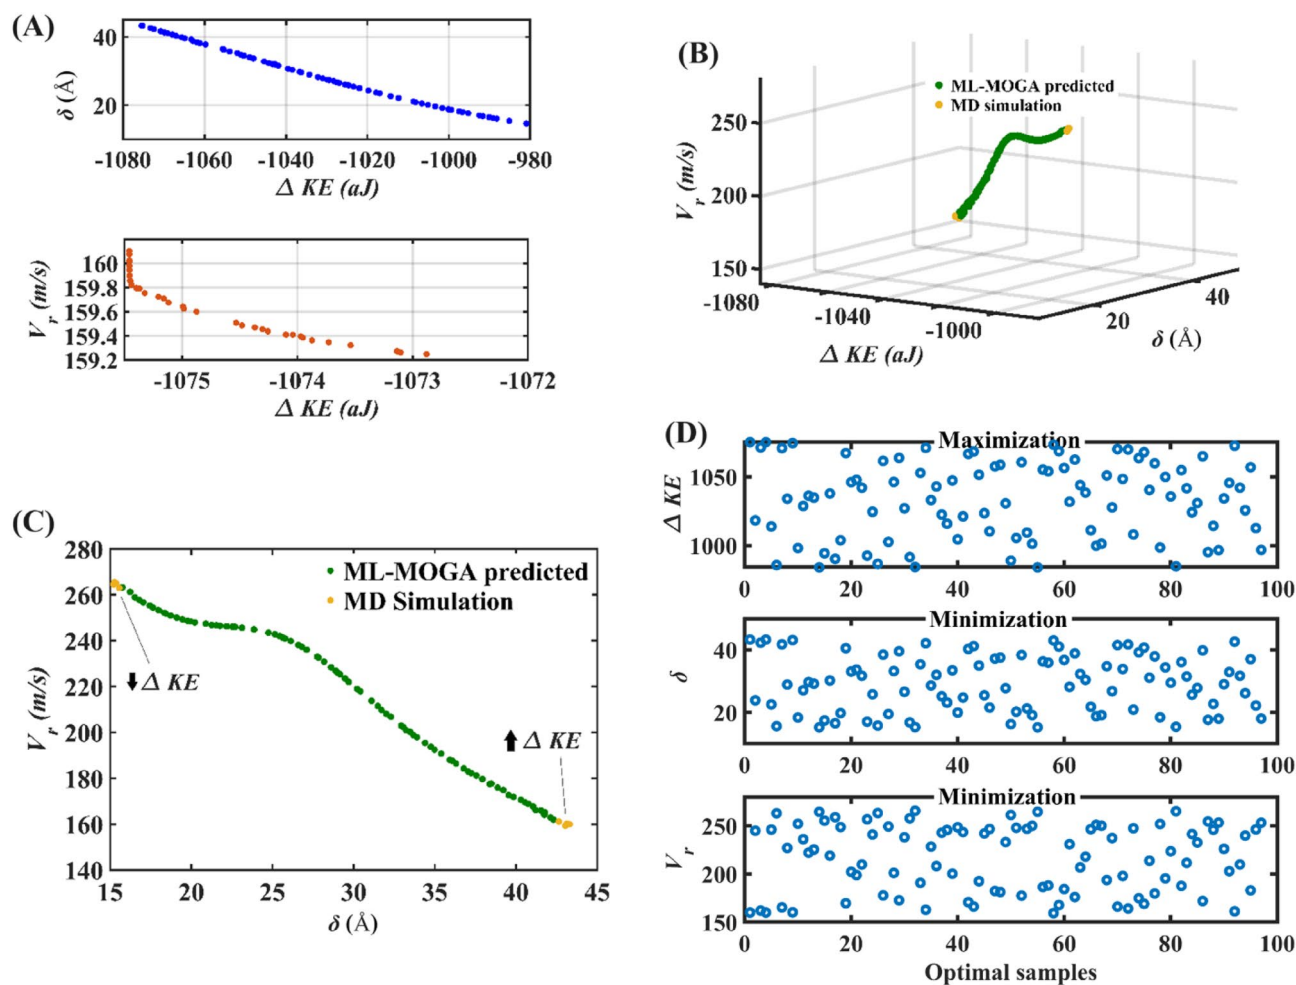 (A)
40
20
δ (Å)
-1080 -1060 -1040 -1020 -1000 -980
Δ KE (aJ)
160
159.8
159.6
159.4
159.2
V_r (m/s)
-1075 -1074 -1073 -1072
Δ KE (aJ)
(B)
ML-MOGA predicted
MD simulation
250
200
150
V_r (m/s)
-1080
-1040
-1000
Δ KE (aJ)
20
40
δ (Å)
(C)
280
260
240
220
200
180
160
140
V_r (m/s)
ML-MOGA predicted
MD Simulation
Δ KE
Δ KE
15 20 25 30 35 40 45
δ (Å)
(D)
Maximization
1050
1000
Δ KE
0 20 40 60 80 100
Minimization
40
20
δ
0 20 40 60 80 100
Minimization
250
200
150
V_r
0 20 40 60 80 100
Optimal samples